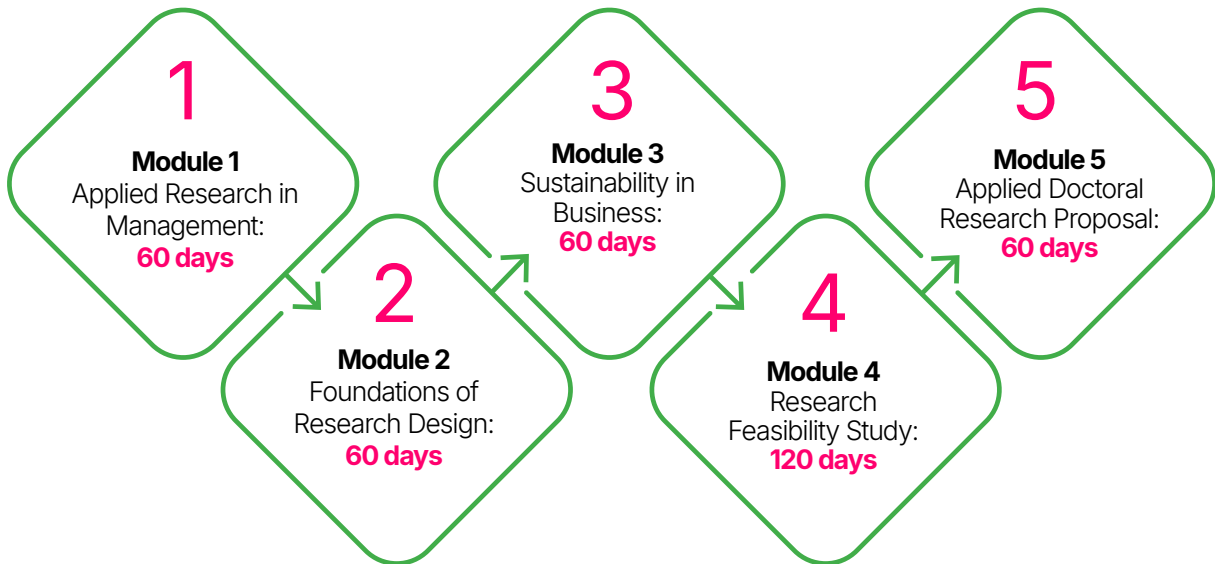 1
Module 1
Applied Research in
Management:
60 days
2
Module 2
Foundations of
Research Design:
60 days
3
Module 3
Sustainability in
Business:
60 days
4
Module 4
Research
Feasibility Study:
120 days
5
Module 5
Applied Doctoral
Research Proposal:
60 days